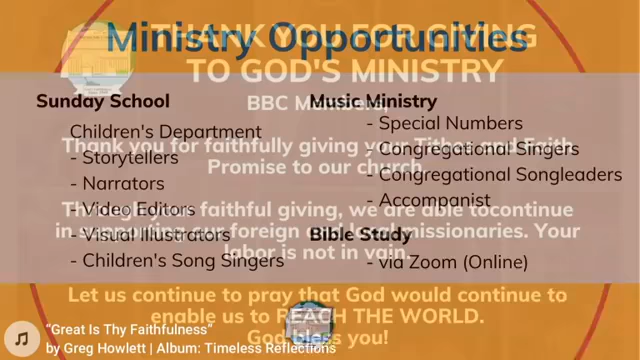 Ministry Opportunities
THANK YOU FOR GIVING
TO GOD'S MINISTRY
Sunday School
Children's Department
- Storytellers
- Narrators
- Video Editors
- Visual Illustrators
- Children's Song Singers
Music Ministry
- Special Numbers
- Congregational Singers
- Congregational Songleaders
- Accompanist
Bible Study
- via Zoom (Online)
BBC Members,
Thank you for faithfully giving your Tithes and Faith
Promise to our church.
Through your faithful giving, we are able tocontinue
in supporting our foreign and local missionaries. Your
labor is not in vain.
Let us continue to pray that God would continue to
enable us to REACH THE WORLD.
God bless you!
“Great Is Thy Faithfulness”
by Greg Howlett | Album: Timeless Reflections